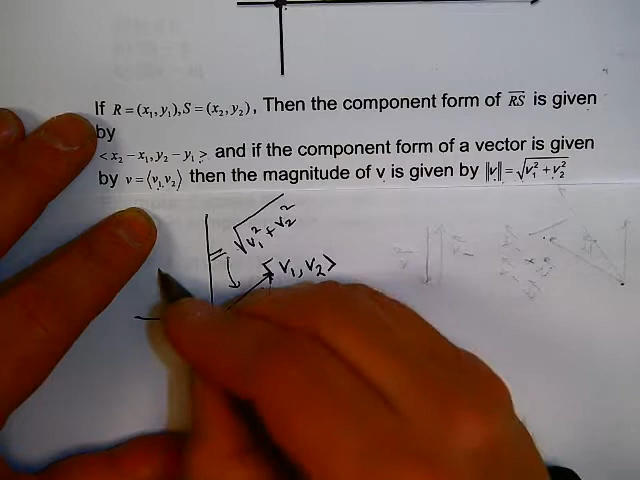 If R = (x₁, y₁), S = (x₂, y₂), Then the component form of \overline{RS} is given
by
< x₂ − x₁, y₂ − y₁ > and if the component form of a vector is given
by v = ⟨v₁, v₂⟩ then the magnitude of v is given by ‖v‖ = √(v₁² + v₂²)
√(v₁² + v₂²)
⟨v₁, v₂⟩